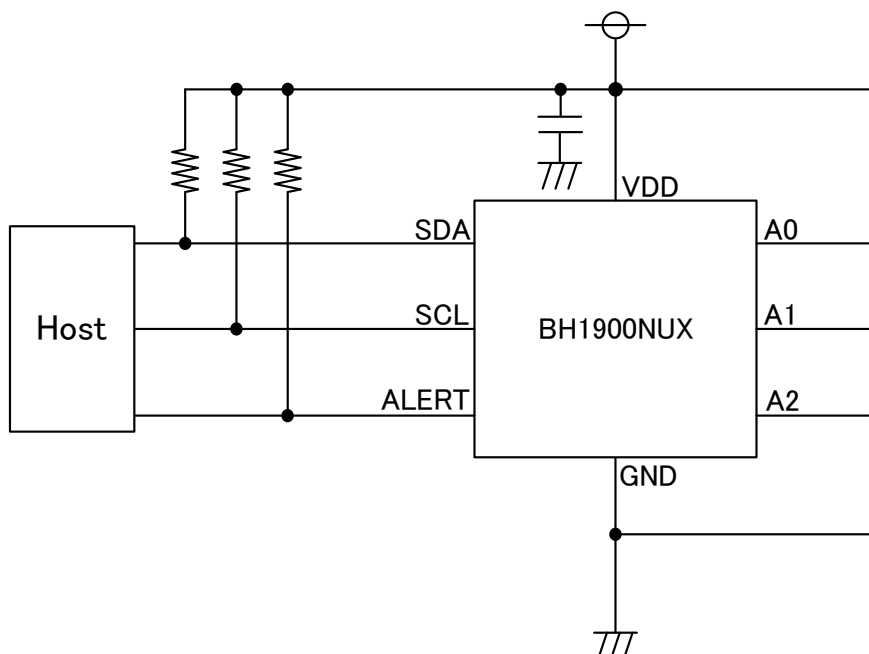 VDD
SDA
A0
Host
SCL
BH1900NUX
A1
ALERT
A2
GND